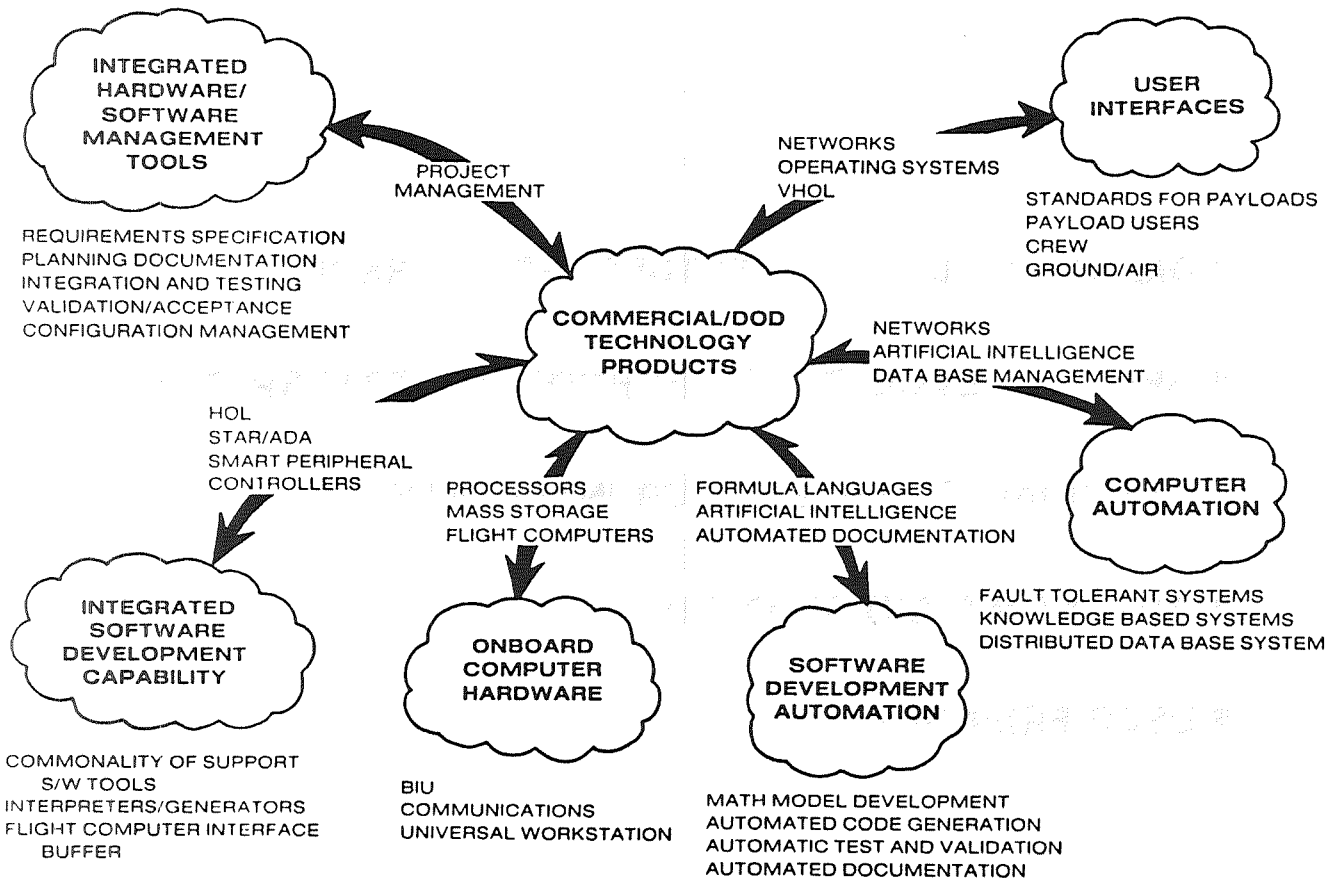 INTEGRATED
HARDWARE/
SOFTWARE
MANAGEMENT
TOOLS
PROJECT
MANAGEMENT
REQUIREMENTS SPECIFICATION
PLANNING DOCUMENTATION
INTEGRATION AND TESTING
VALIDATION/ACCEPTANCE
CONFIGURATION MANAGEMENT
USER
INTERFACES
NETWORKS
OPERATING SYSTEMS
VHOL
STANDARDS FOR PAYLOADS
PAYLOAD USERS
CREW
GROUND/AIR
COMMERCIAL/DOD
TECHNOLOGY
PRODUCTS
NETWORKS
ARTIFICIAL INTELLIGENCE
DATA BASE MANAGEMENT
HOL
STAR/ADA
SMART PERIPHERAL
CONTROLLERS
PROCESSORS
MASS STORAGE
FLIGHT COMPUTERS
FORMULA LANGUAGES
ARTIFICIAL INTELLIGENCE
AUTOMATED DOCUMENTATION
COMPUTER
AUTOMATION
FAULT TOLERANT SYSTEMS
KNOWLEDGE BASED SYSTEMS
DISTRIBUTED DATA BASE SYSTEM
INTEGRATED
SOFTWARE
DEVELOPMENT
CAPABILITY
COMMONALITY OF SUPPORT
S/W TOOLS
INTERPRETERS/GENERATORS
FLIGHT COMPUTER INTERFACE
BUFFER
ONBOARD
COMPUTER
HARDWARE
BIU
COMMUNICATIONS
UNIVERSAL WORKSTATION
SOFTWARE
DEVELOPMENT
AUTOMATION
MATH MODEL DEVELOPMENT
AUTOMATED CODE GENERATION
AUTOMATIC TEST AND VALIDATION
AUTOMATED DOCUMENTATION